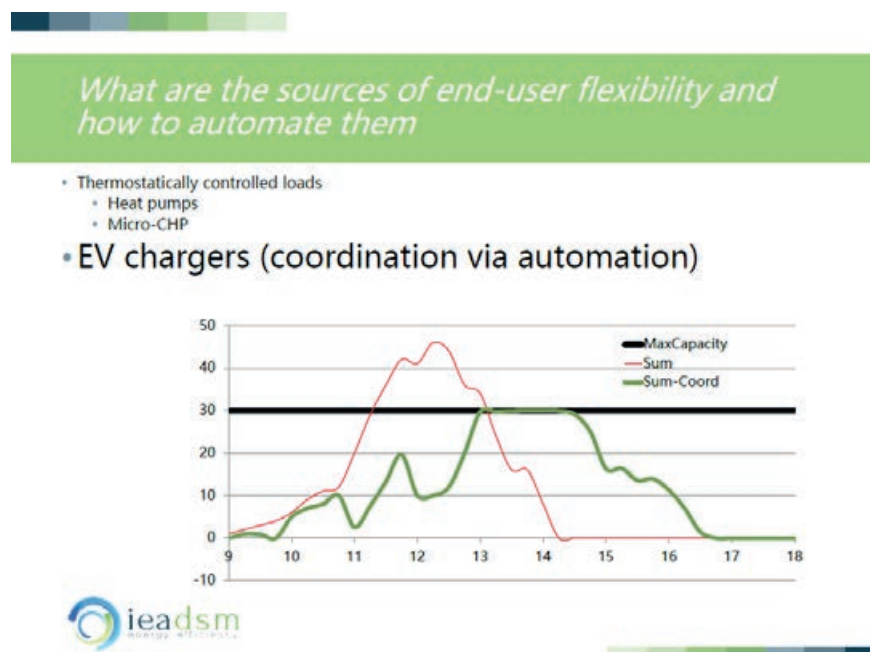 What are the sources of end-user flexibility and
how to automate them
• Thermostatically controlled loads
• Heat pumps
• Micro-CHP
• EV chargers (coordination via automation)
50
40
30
20
10
0
-10
9 10 11 12 13 14 15 16 17 18
MaxCapacity
Sum
Sum-Coord
ieadsm
energy efficiency